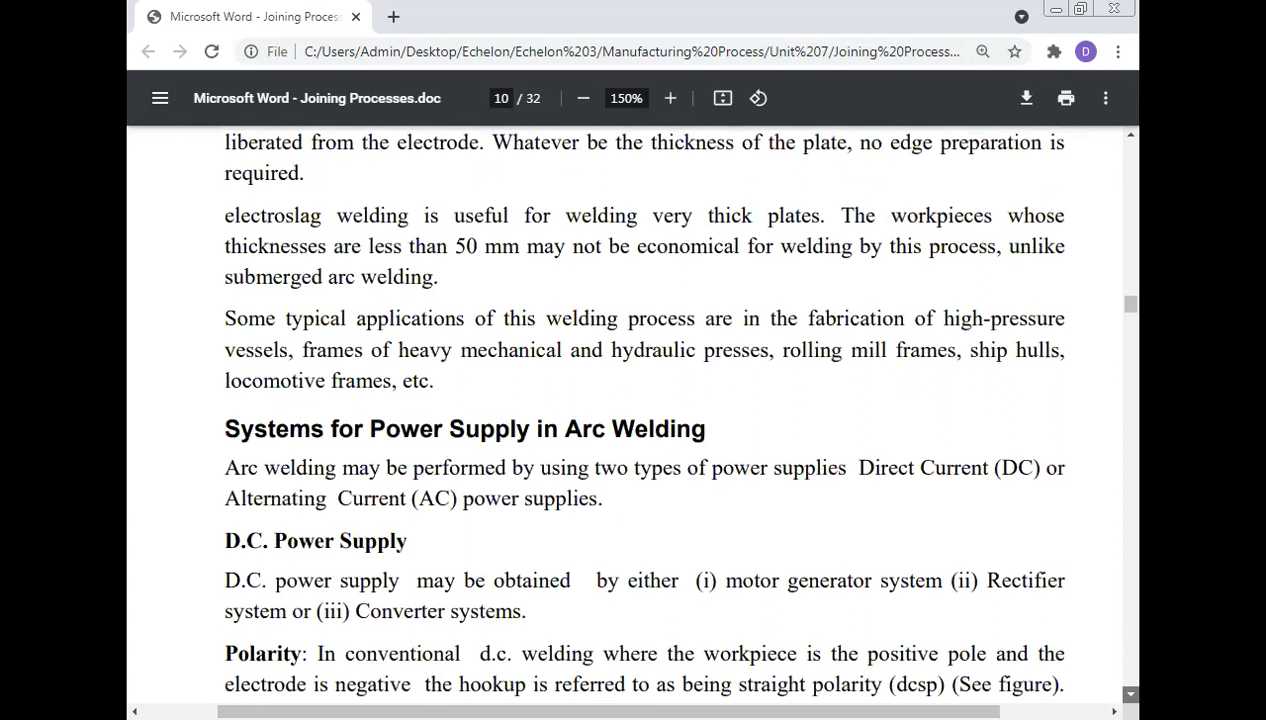 Microsoft Word - Joining Process
File
C:/Users/Admin/Desktop/Echelon/Echelon%203/Manufacturing%20Process/Unit%207/Joining%20Process...
D
Microsoft Word - Joining Processes.doc
10 / 32
150%
liberated from the electrode. Whatever be the thickness of the plate, no edge preparation is
required.
electroslag welding is useful for welding very thick plates. The workpieces whose
thicknesses are less than 50 mm may not be economical for welding by this process, unlike
submerged arc welding.
Some typical applications of this welding process are in the fabrication of high-pressure
vessels, frames of heavy mechanical and hydraulic presses, rolling mill frames, ship hulls,
locomotive frames, etc.
Systems for Power Supply in Arc Welding
Arc welding may be performed by using two types of power supplies Direct Current (DC) or
Alternating Current (AC) power supplies.
D.C. Power Supply
D.C. power supply may be obtained by either (i) motor generator system (ii) Rectifier
system or (iii) Converter systems.
Polarity: In conventional d.c. welding where the workpiece is the positive pole and the
electrode is negative the hookup is referred to as being straight polarity (dcsp) (See figure).